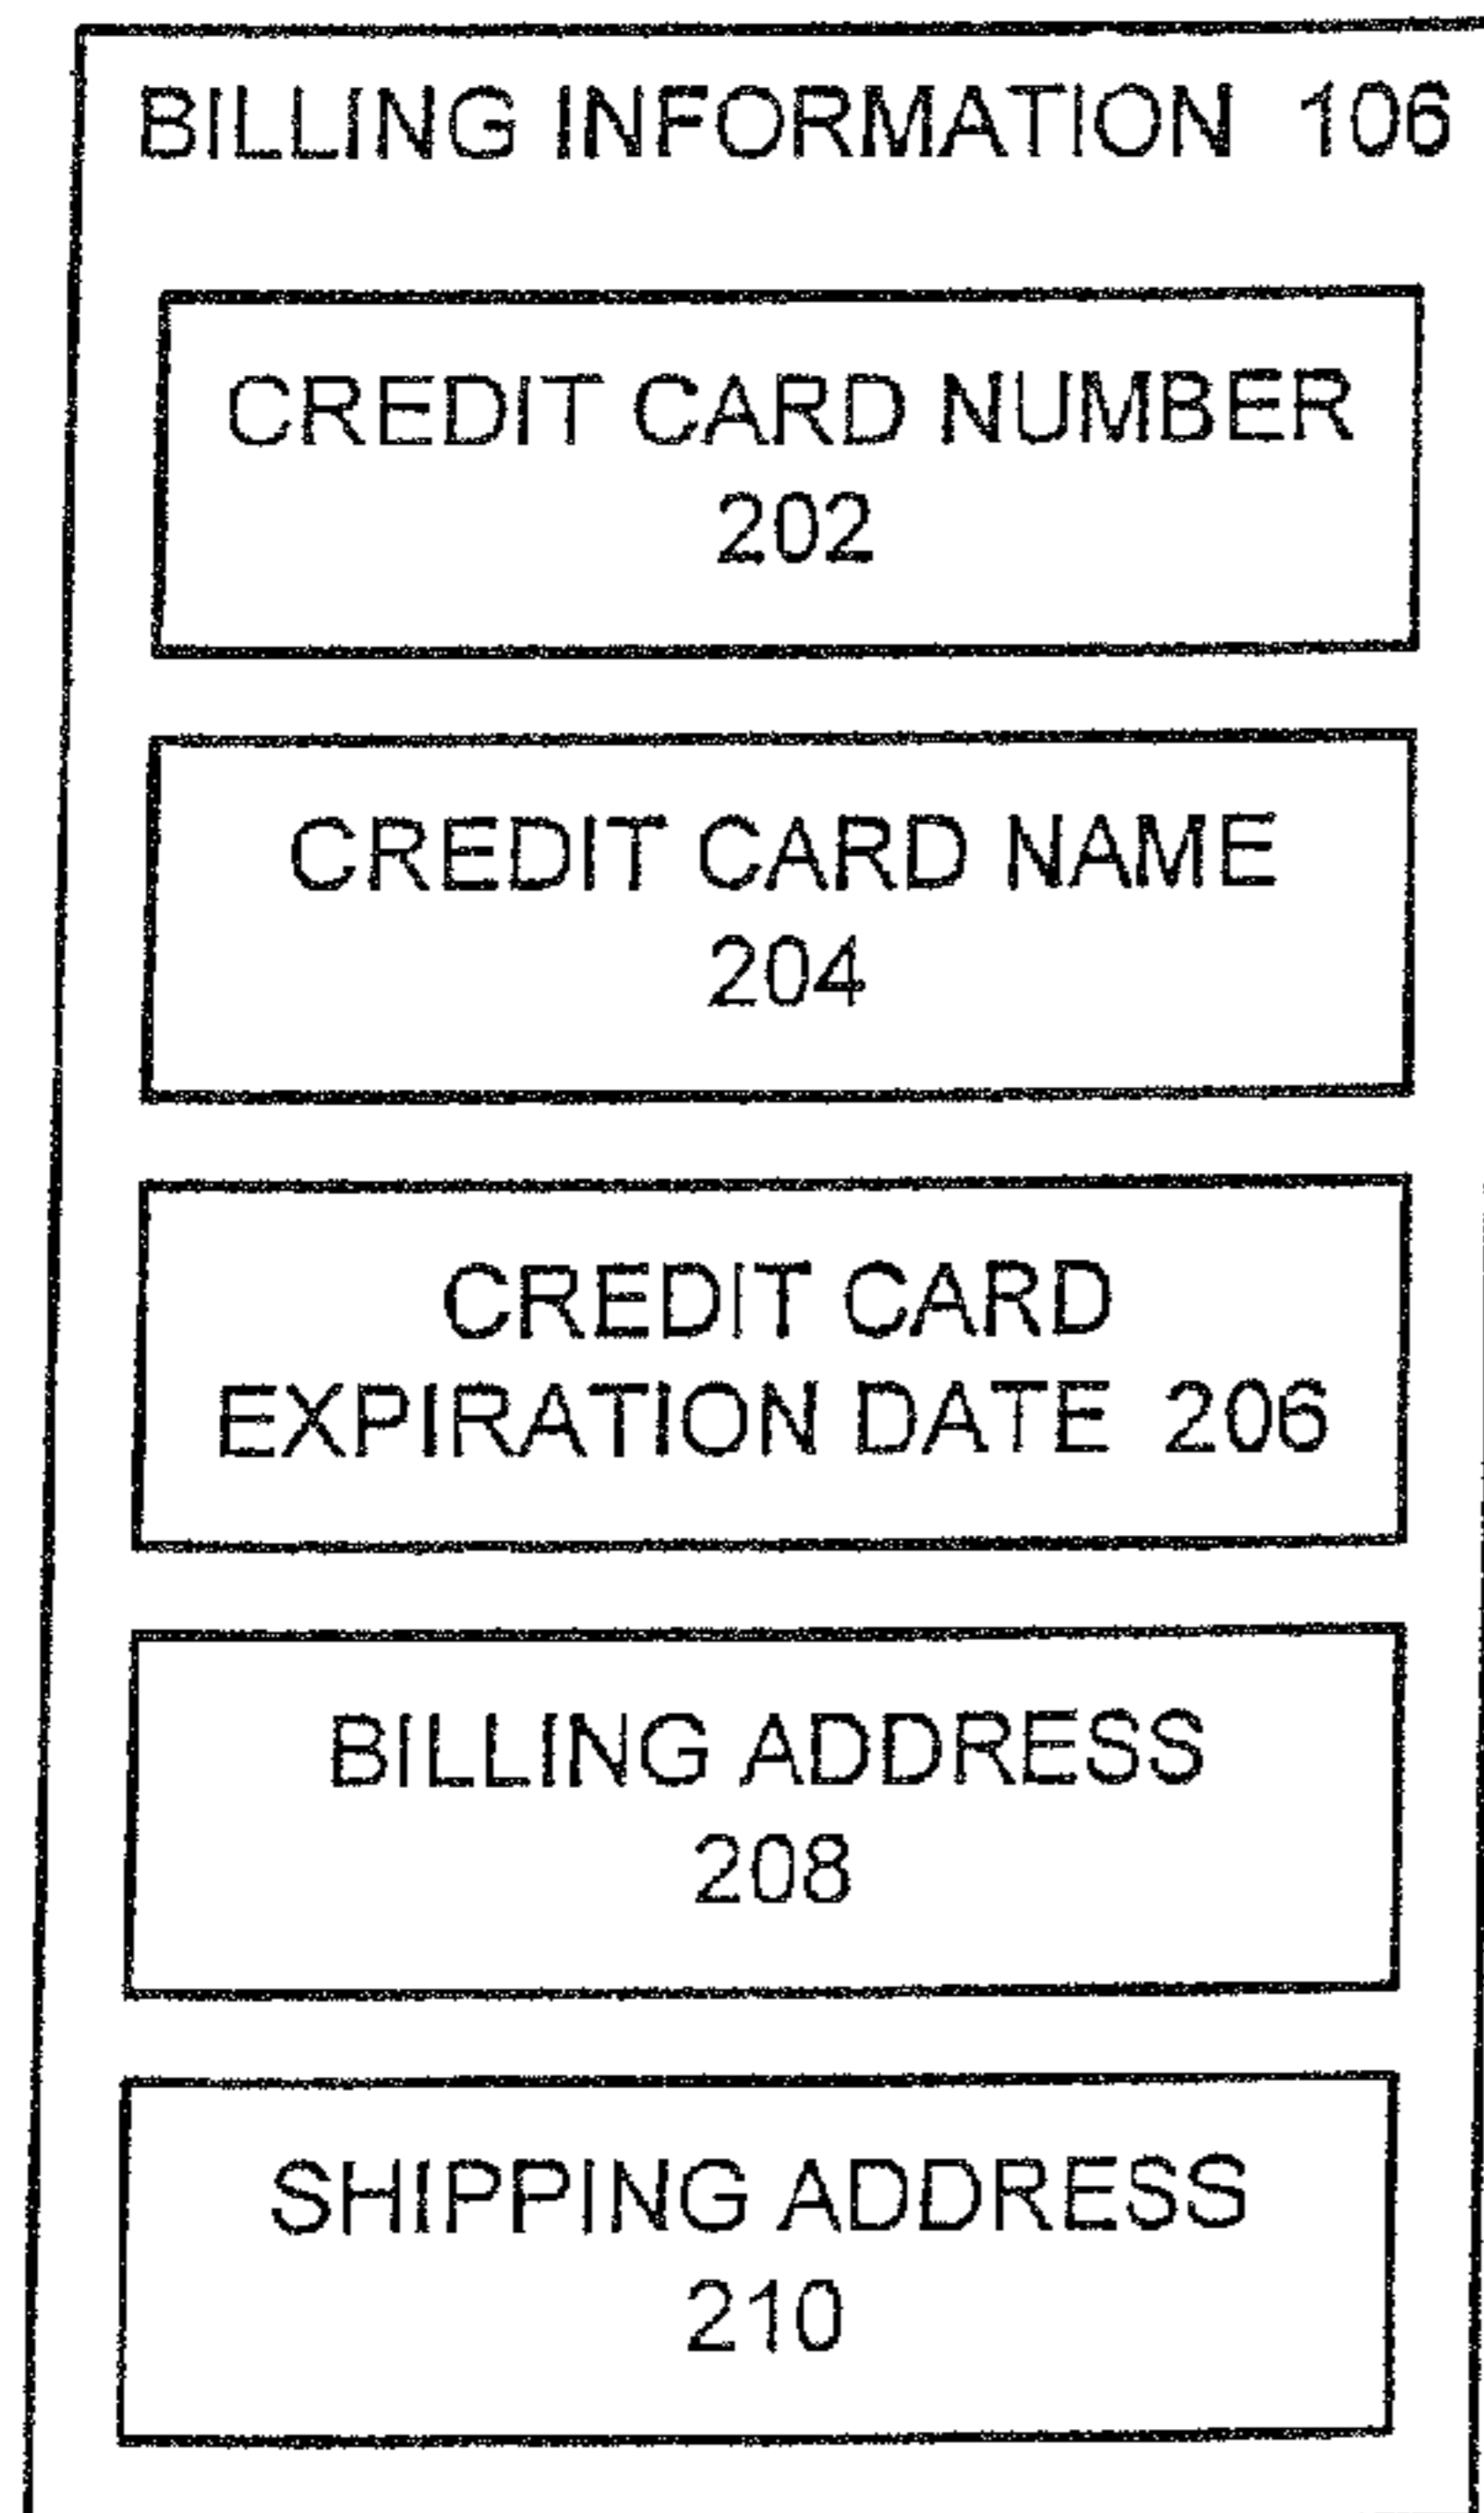 BILLING INFORMATION 106
CREDIT CARD NUMBER
202
CREDIT CARD NAME
204
CREDIT CARD
EXPIRATION DATE 206
BILLING ADDRESS
208
SHIPPING ADDRESS
210